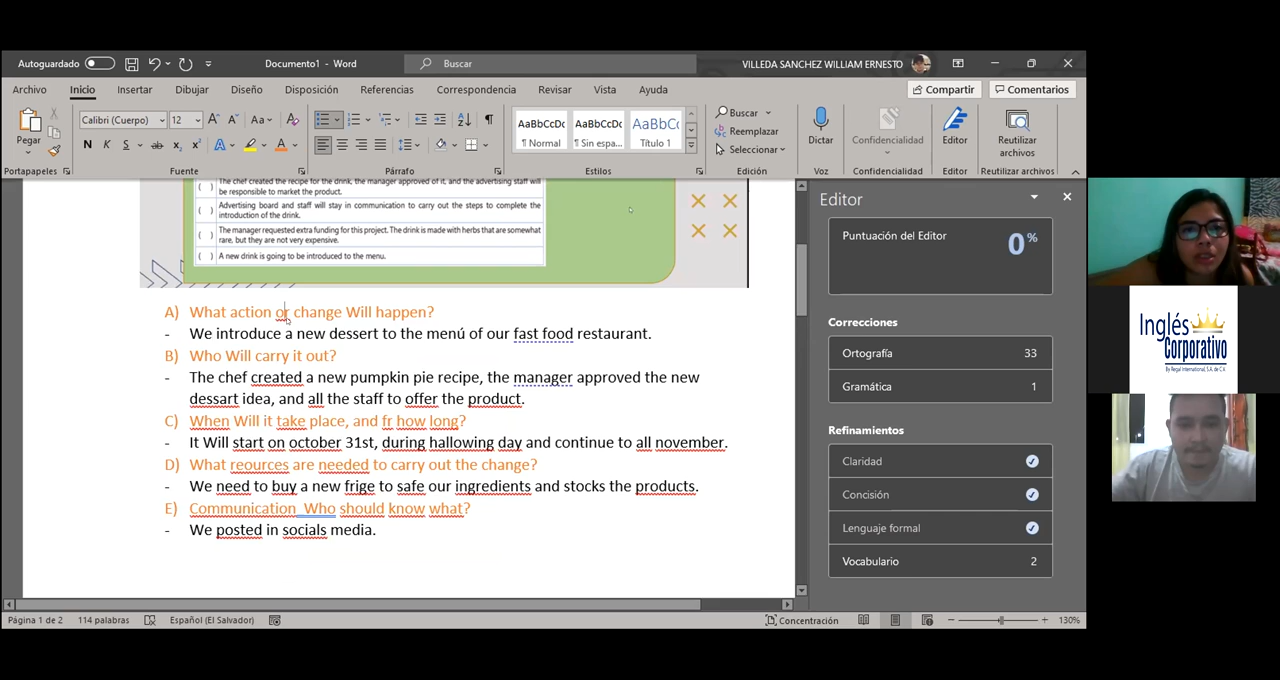 Autoguardado
Documento1 - Word
Buscar
VILLEDA SANCHEZ WILLIAM ERNESTO
Archivo Inicio Insertar Dibujar Diseño Disposición Referencias Correspondencia Revisar Vista Ayuda
Compartir Comentarios
Calibri (Cuerpo) 12
AaBbCcDc AaBbCcDc AaBbCc
Buscar
Reemplazar
Seleccionar
Pegar
N K S ab x₂ x²
¶ Normal ¶ Sin espa... Título 1
Dictar Confidencialidad Editor Reutilizar archivos
Portapapeles Fuente Párrafo Estilos Edición Voz Confidencialidad Editor Reutilizar archivos
( ) The chef created the recipe for the drink, the manager approved of it, and the advertising staff will
be responsible to market the product.
( ) Advertising board and staff will stay in communication to carry out the steps to complete the
introduction of the drink.
( ) The manager requested extra funding for this project. The drink is made with herbs that are somewhat
rare, but they are not very expensive.
( ) A new drink is going to be introduced to the menu.
A) What action or change Will happen?
- We introduce a new dessert to the menú of our fast food restaurant.
B) Who Will carry it out?
- The chef created a new pumpkin pie recipe, the manager approved the new
dessart idea, and all the staff to offer the product.
C) When Will it take place, and fr how long?
- It Will start on october 31st, during hallowing day and continue to all november.
D) What reources are needed to carry out the change?
- We need to buy a new frige to safe our ingredients and stocks the products.
E) Communication  Who should know what?
- We posted in socials media.
Editor
Puntuación del Editor 0%
Correcciones
Ortografía 33
Gramática 1
Refinamientos
Claridad
Concisión
Lenguaje formal
Vocabulario 2
Página 1 de 2 114 palabras Español (El Salvador)
Concentración 130%
Inglés
Corporativo
By Regal International, S.A. de C.V.